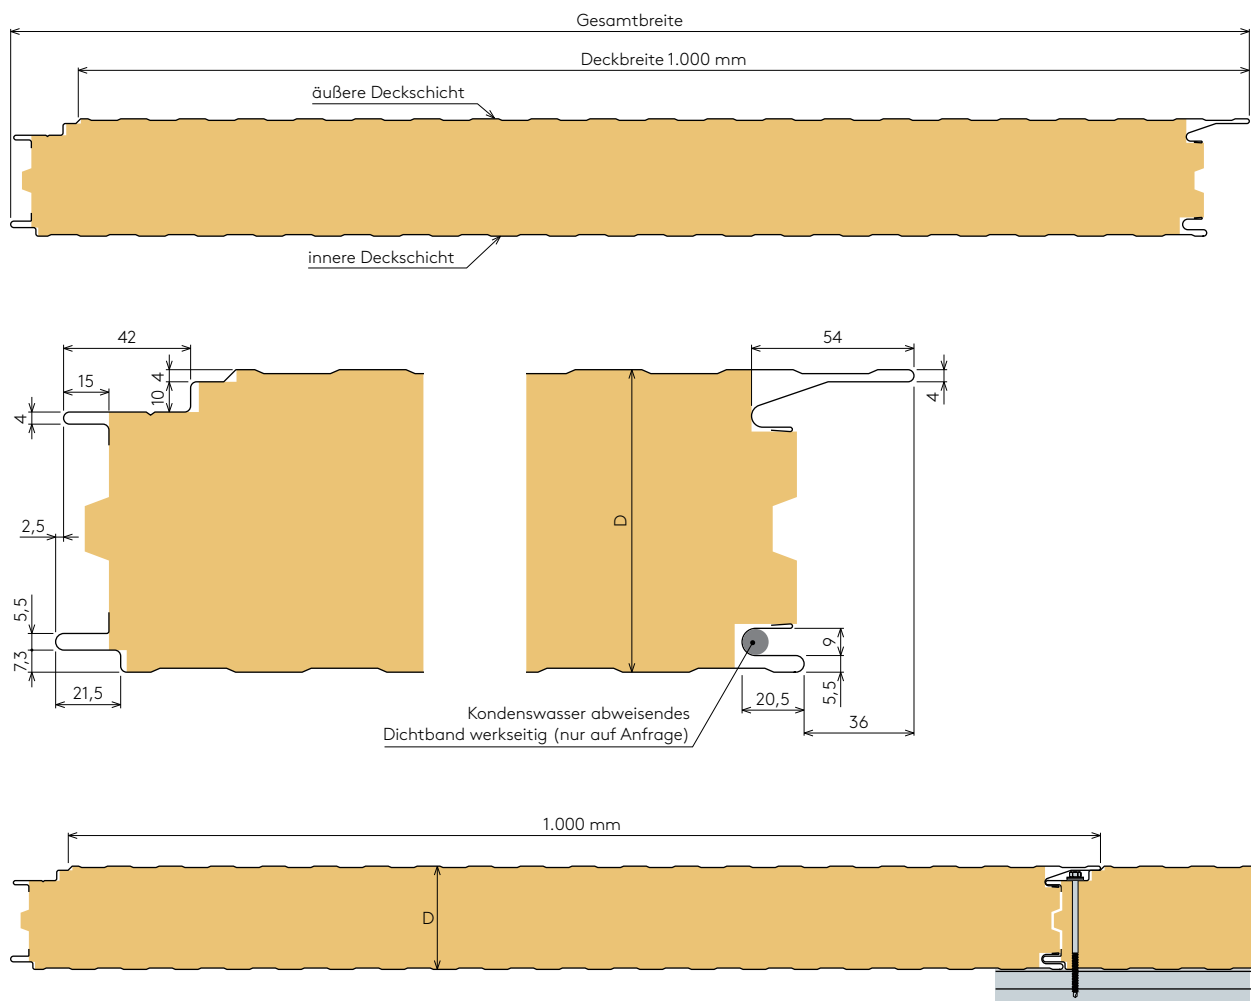 Gesamtbreite
Deckbreite 1.000 mm
äußere Deckschicht
innere Deckschicht
42
15
4
10
4
2,5
5,5
7,3
21,5
54
4
D
9
5,5
20,5
36
Kondenswasser abweisendes
Dichtband werkseitig (nur auf Anfrage)
1.000 mm
D